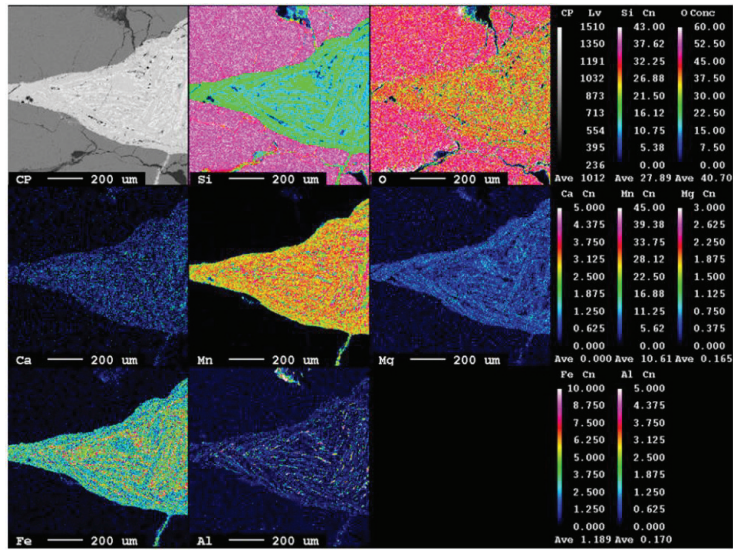 CP Lv Si Cn O Conc
1510 43.00 60.00
1350 37.62 52.50
1191 32.25 45.00
1032 26.88 37.50
873 21.50 30.00
713 16.12 22.50
554 10.75 15.00
395 5.38 7.50
236 0.00 0.00
CP 200 um Si 200 um O 200 um Ave 1012 Ave 27.89 Ave 40.70
Ca Cn Mn Cn Mg Cn
5.000 45.00 3.000
4.375 39.38 2.625
3.750 33.75 2.250
3.125 28.12 1.875
2.500 22.50 1.500
1.875 16.88 1.125
1.250 11.25 0.750
0.625 5.62 0.375
0.000 0.00 0.000
Ca 200 um Mn 200 um Mg 200 um Ave 0.000 Ave 10.61 Ave 0.165
Fe Cn Al Cn
10.000 5.000
8.750 4.375
7.500 3.750
6.250 3.125
5.000 2.500
3.750 1.875
2.500 1.250
1.250 0.625
0.000 0.000
Fe 200 um Al 200 um Ave 1.189 Ave 0.170